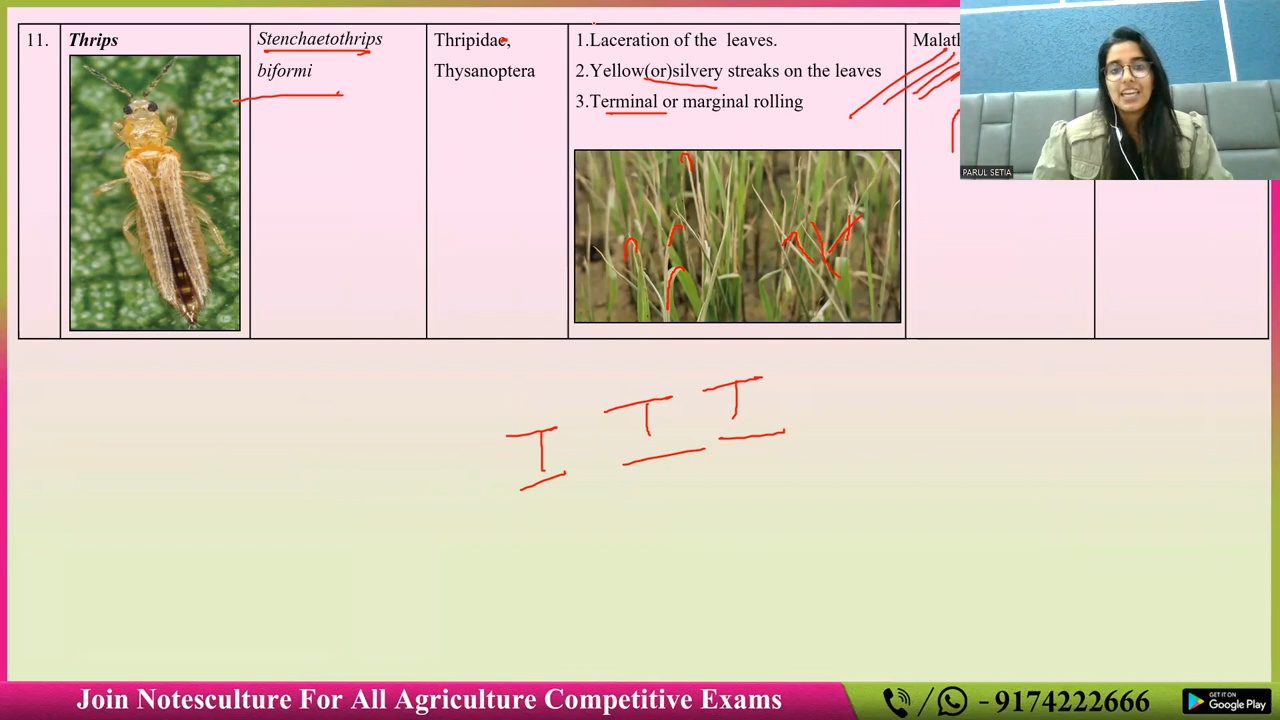 11.
Thrips
Stenchaetothrips
biformi
Thripidae,
Thysanoptera
1.Laceration of the leaves.
2.Yellow(or)silvery streaks on the leaves
3.Terminal or marginal rolling
PARUL SETIA
T T T
Join Notesculture For All Agriculture Competitive Exams
/ - 9174222666
GET IT ON
Google Play